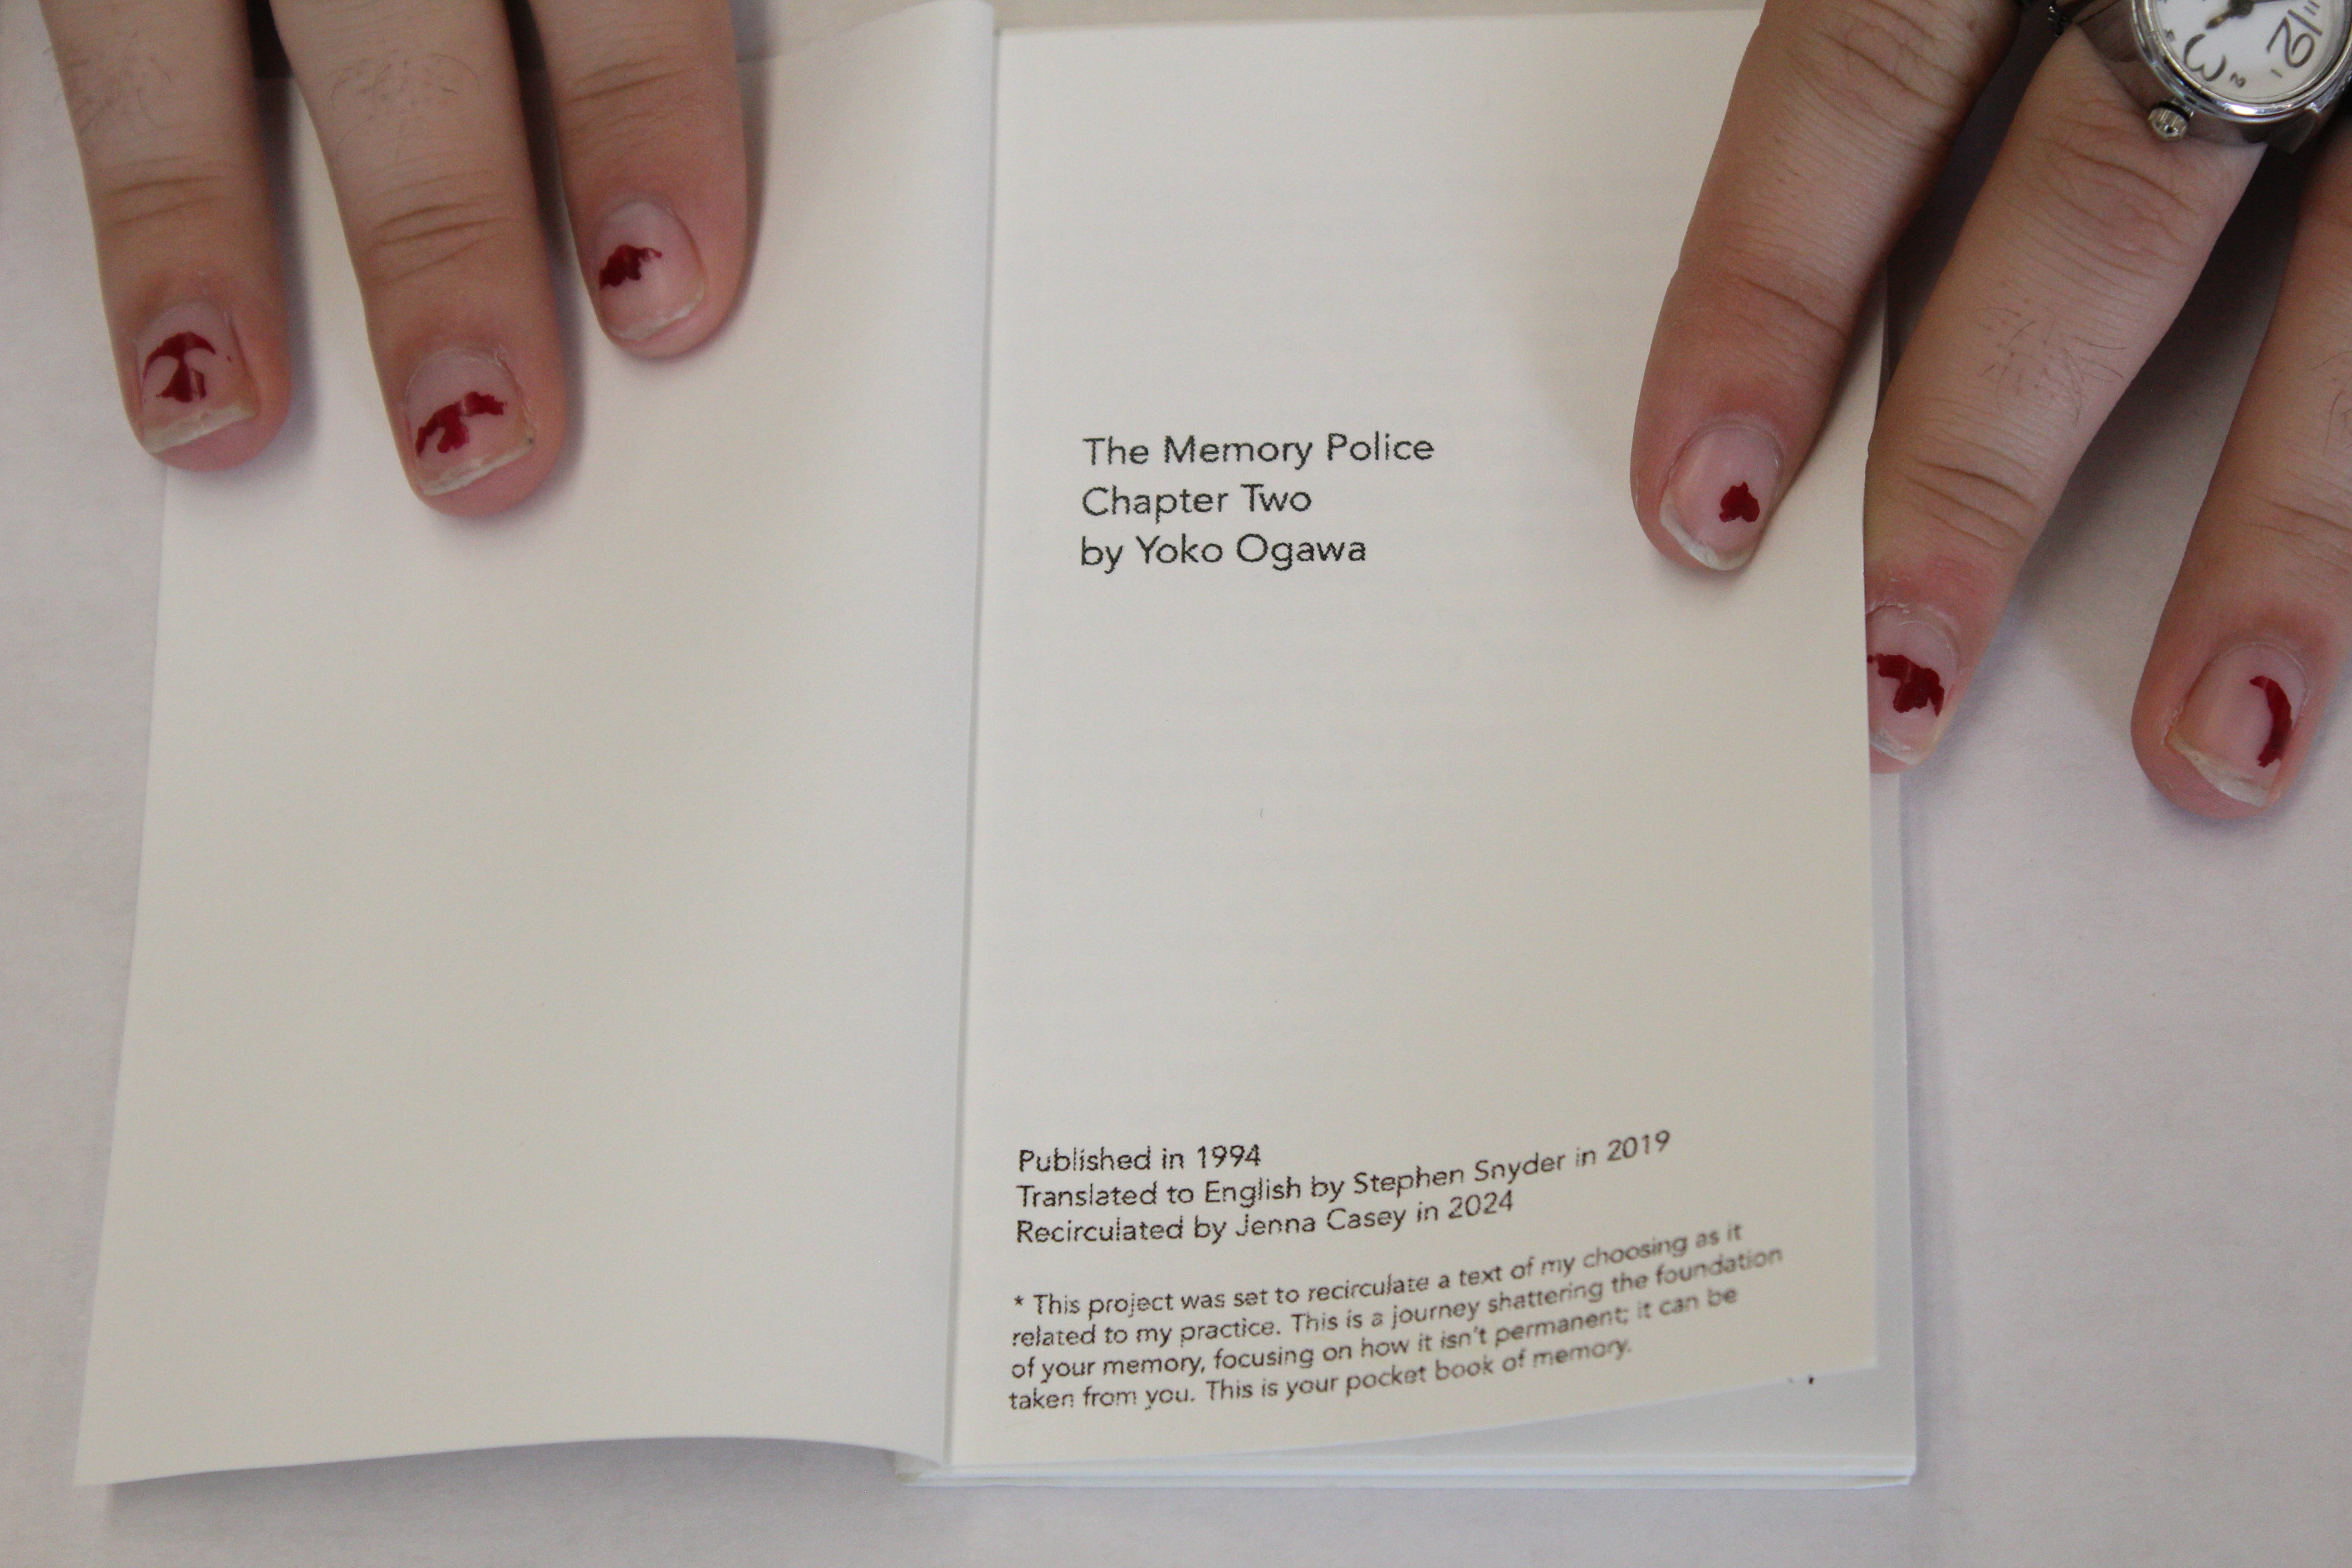 The Memory Police
Chapter Two
by Yoko Ogawa
Published in 1994
Translated to English by Stephen Snyder in 2019
Recirculated by Jenna Casey in 2024
* This project was set to recirculate a text of my choosing as it
related to my practice. This is a journey shattering the foundation
of your memory, focusing on how it isn't permanent; it can be
taken from you. This is your pocket book of memory.
12
3
2